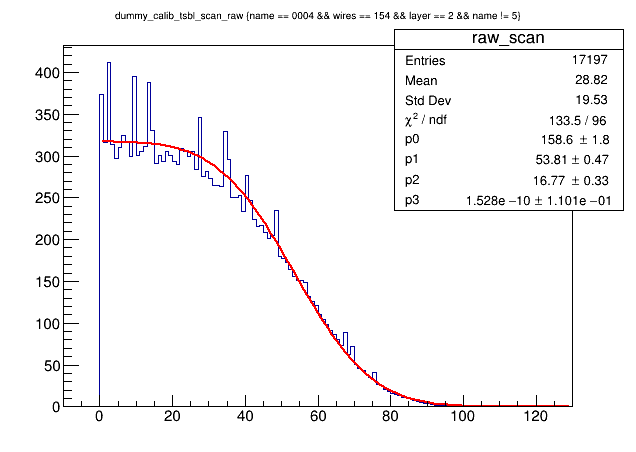 dummy_calib_tsbl_scan_raw {name == 0004 && wires == 154 && layer == 2 && name != 5}
raw_scan
Entries 17197
Mean 28.82
Std Dev 19.53
χ² / ndf 133.5 / 96
p0 158.6 ± 1.8
p1 53.81 ± 0.47
p2 16.77 ± 0.33
p3 1.528e −10 ± 1.101e −01
400
350
300
250
200
150
100
50
0
0 20 40 60 80 100 120